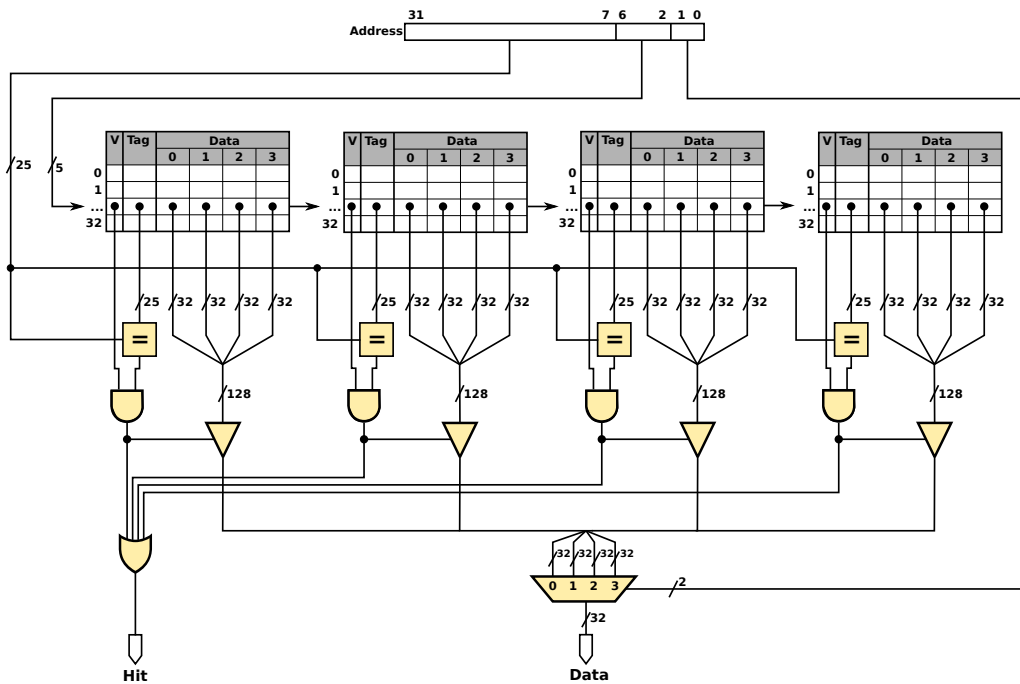 31 7 6 2 1 0
Address
V Tag Data V Tag Data V Tag Data V Tag Data
0 1 2 3 0 1 2 3 0 1 2 3 0 1 2 3
25 5
0 0 0 0
1 1 1 1
... ... ... ...
32 32 32 32
25 32 32 32 32 25 32 32 32 32 25 32 32 32 32 25 32 32 32 32
= = = =
128 128 128 128
32 32 32 32
0 1 2 3 2
32
Hit Data